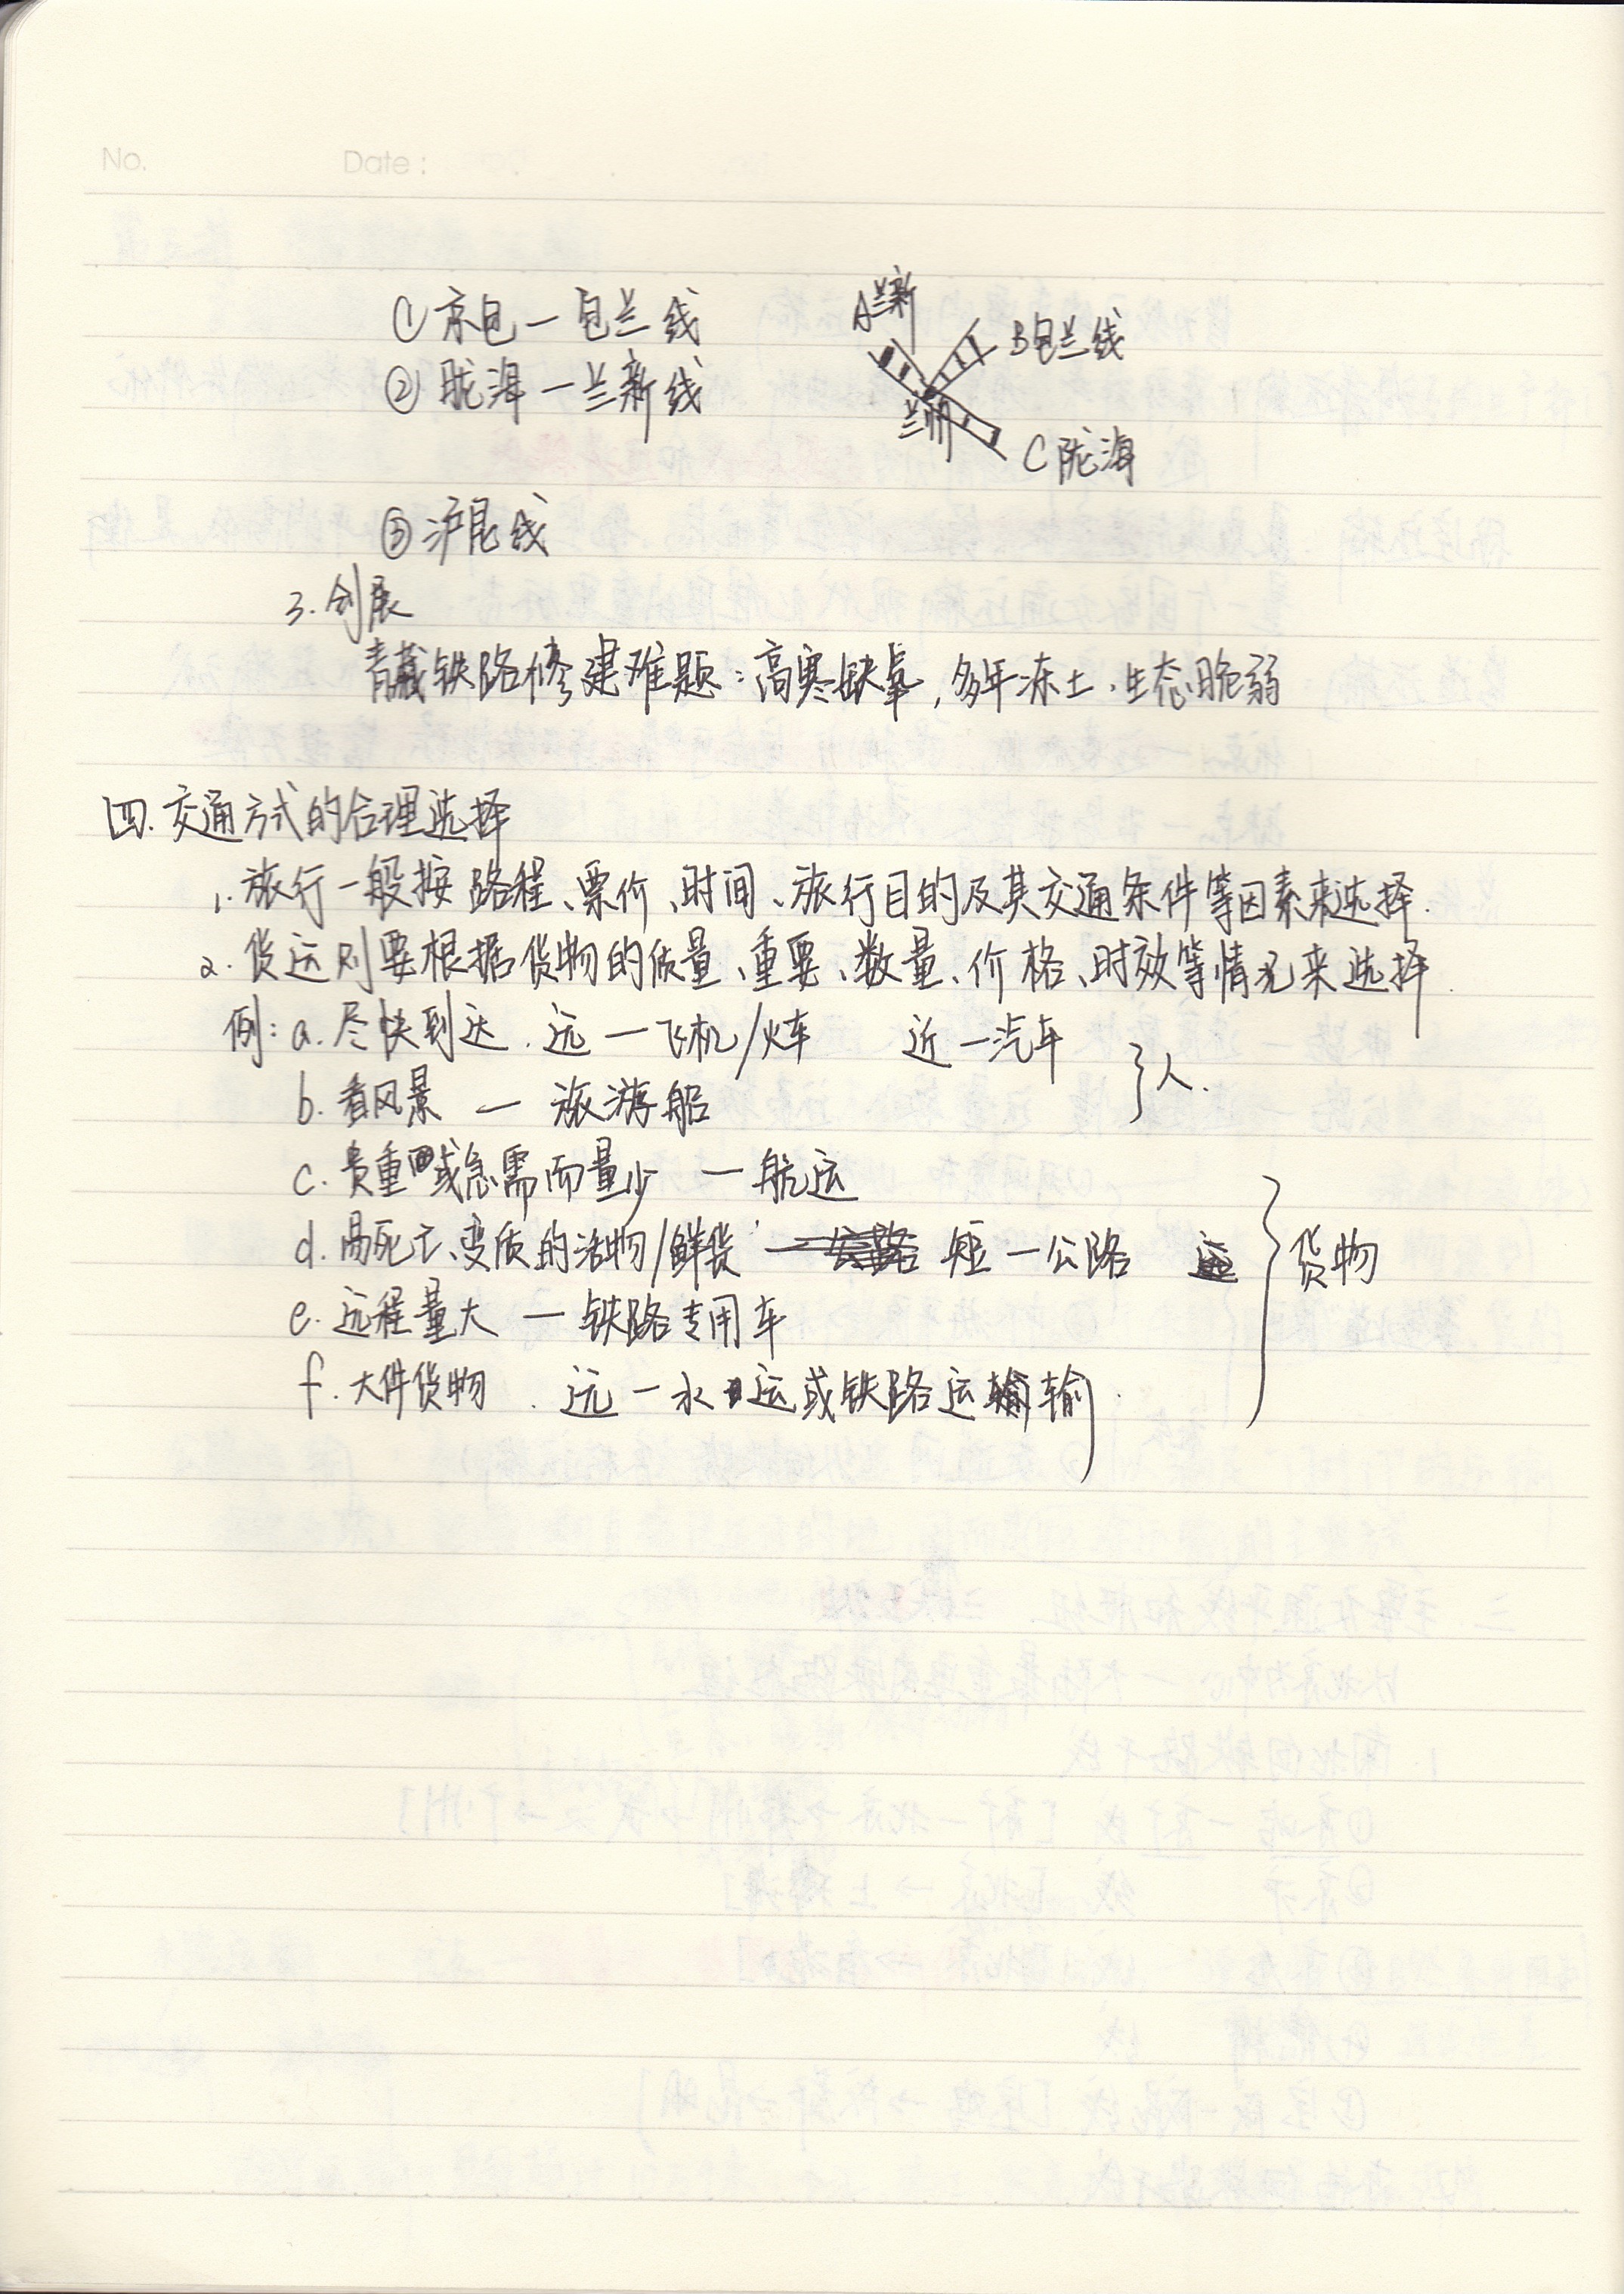 No. Date:
①京包—包兰线
②陇海—兰新线
A兰新
B包兰线
兰州
C陇海
③沪昆线
3.创展
青藏铁路修建难题:高寒缺氧,多年冻土、生态脆弱
四.交通方式的合理选择
1.旅行一般按路程、票价、时间、旅行目的及其交通条件等因素来选择.
2.货运则要根据货物的质量、重要、数量、价格、时效等情况来选择.
例:a.尽快到达.远—飞机/火车 近—汽车
b.看风景—旅游船
}人.
c.贵重或急需而量少—航运
d.易死亡、变质的活物/鲜货 短—公路
e.远程量大—铁路专用车
f.大件货物.远—水运或铁路运输.
}货物